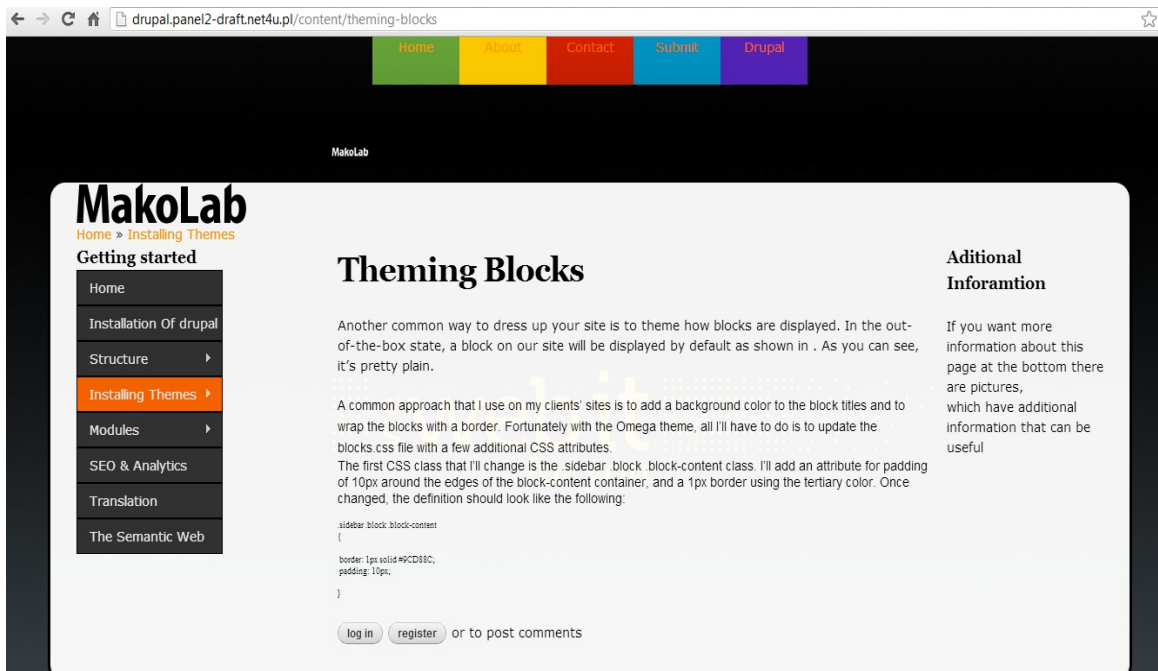 drupal.panel2-draft.net4u.pl/content/theming-blocks
Home About Contact Submit Drupal
MakoLab
MakoLab
Home » Installing Themes
Getting started
Home
Installation Of drupal
Structure
Installing Themes
Modules
SEO & Analytics
Translation
The Semantic Web
Theming Blocks
Another common way to dress up your site is to theme how blocks are displayed. In the out-
of-the-box state, a block on our site will be displayed by default as shown in . As you can see,
it's pretty plain.
A common approach that I use on my clients' sites is to add a background color to the block titles and to
wrap the blocks with a border. Fortunately with the Omega theme, all I'll have to do is to update the
blocks.css file with a few additional CSS attributes.
The first CSS class that I'll change is the .sidebar .block .block-content class. I'll add an attribute for padding
of 10px around the edges of the block-content container, and a 1px border using the tertiary color. Once
changed, the definition should look like the following:
.sidebar .block .block-content
{
border: 1px solid #9CD88C;
padding: 10px;
}
log in register or to post comments
Aditional
Inforamtion
If you want more
information about this
page at the bottom there
are pictures,
which have additional
information that can be
useful
webit